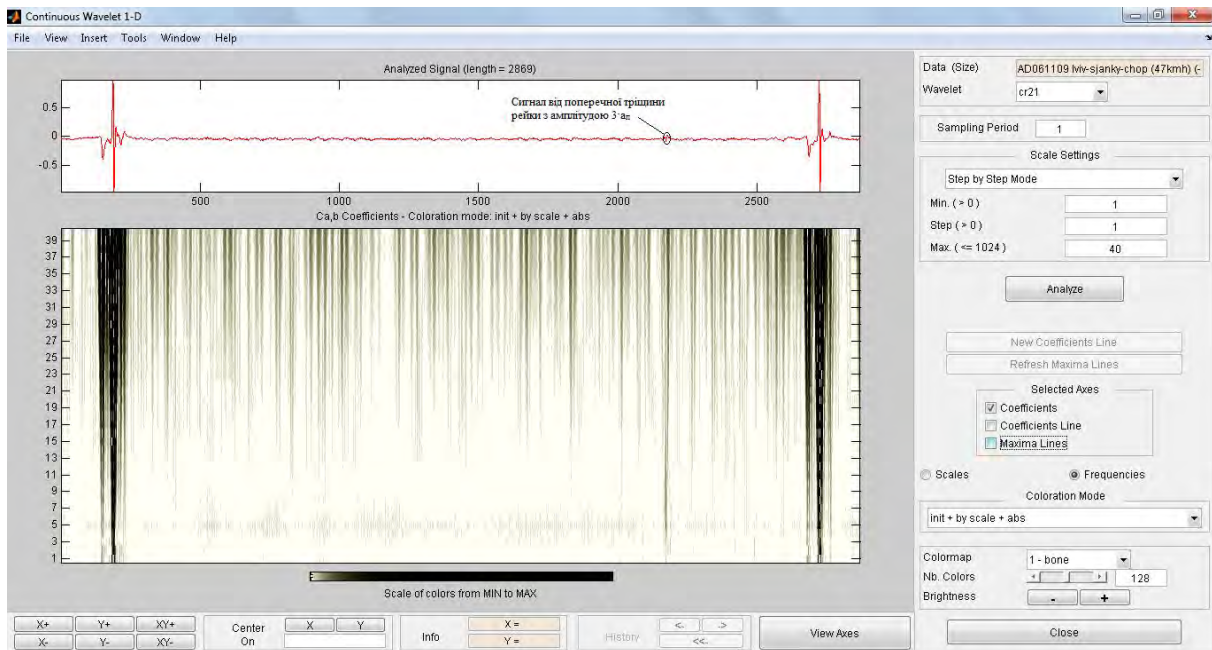 Continuous Wavelet 1-D
File View Insert Tools Window Help
Analyzed Signal (length = 2869)
Сигнал від поперечної тріщини
рейки з амплітудою 3·aп
0.5
0
-0.5
500 1000 1500 2000 2500
Ca,b Coefficients - Coloration mode: init + by scale + abs
39
37
35
33
31
29
27
25
23
21
19
17
15
13
11
9
7
5
3
1
Scale of colors from MIN to MAX
Data (Size) AD061109 lviv-sjanky-chop (47kmh) (-
Wavelet cr21
Sampling Period 1
Scale Settings
Step by Step Mode
Min. ( > 0 ) 1
Step ( > 0 ) 1
Max. ( <= 1024 ) 40
Analyze
New Coefficients Line
Refresh Maxima Lines
Selected Axes
Coefficients
Coefficients Line
Maxima Lines
Scales Frequencies
Coloration Mode
init + by scale + abs
Colormap 1 - bone
Nb. Colors 128
Brightness - +
X+ Y+ XY+
X- Y- XY-
Center
On
X Y
Info
X =
Y =
History
<- ->
<<-
View Axes
Close